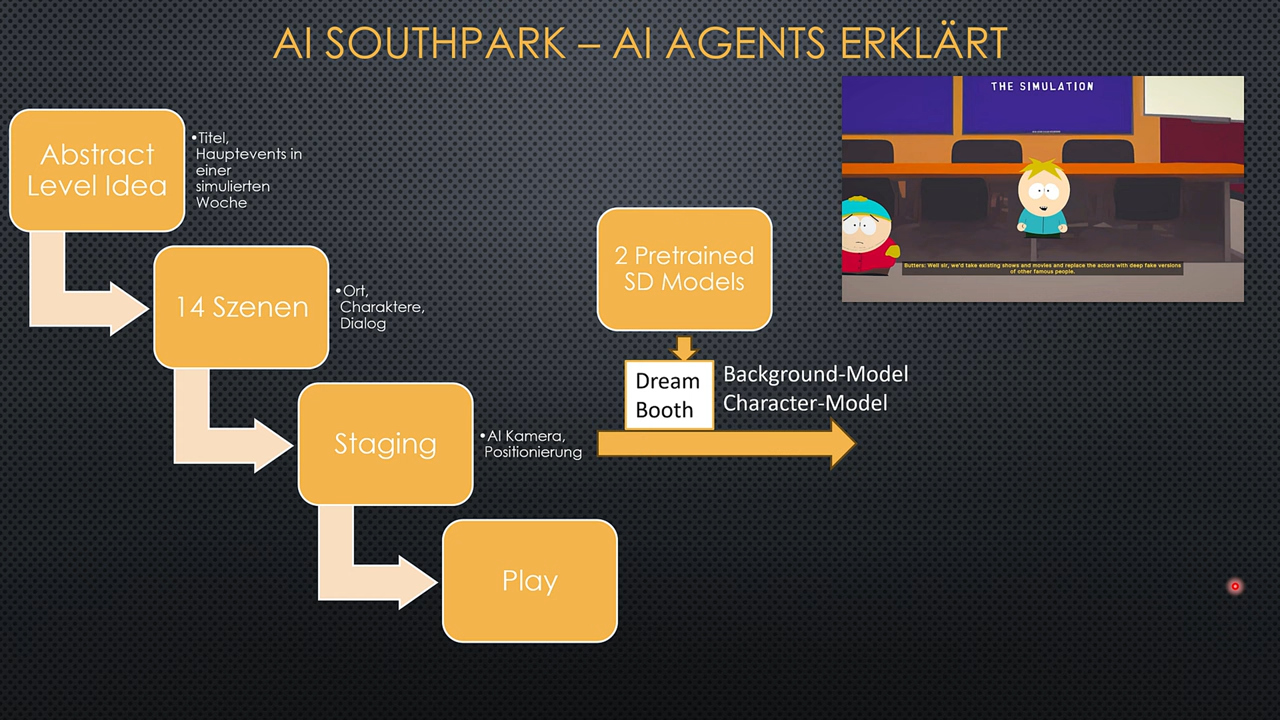 AI SOUTHPARK – AI AGENTS ERKLÄRT
Abstract
Level Idea
•Titel,
Hauptevents in
einer
simulierten
Woche
14 Szenen
•Ort,
Charaktere,
Dialog
Staging
•AI Kamera,
Positionierung
Play
2 Pretrained
SD Models
Dream
Booth
Background-Model
Character-Model
THE SIMULATION
Butters: Well sir, we'd take existing shows and movies and replace the actors with deep fake versions
of other famous people.